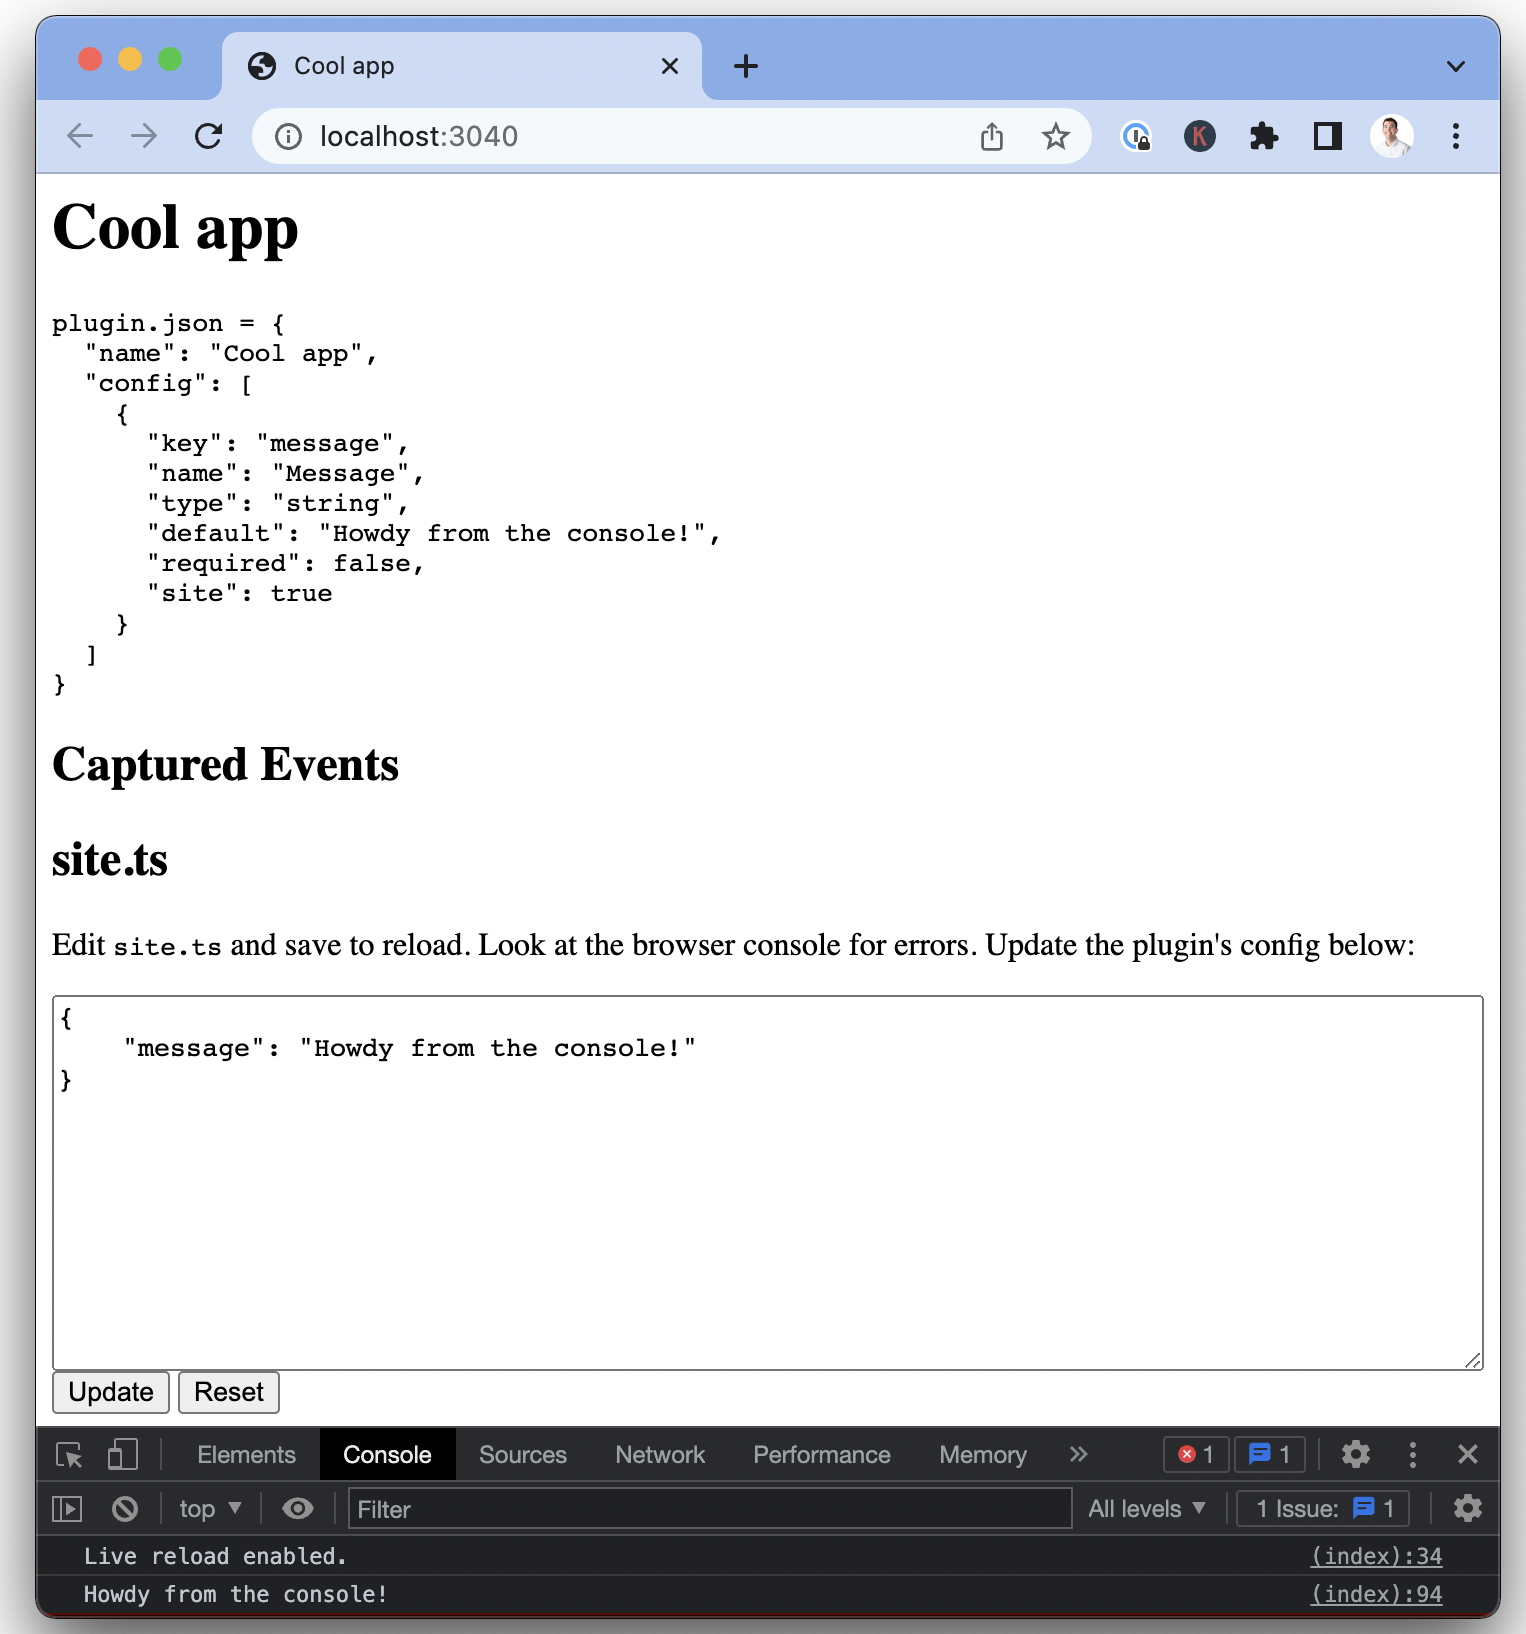 Cool app
localhost:3040
K
Cool app
plugin.json = {
  "name": "Cool app",
  "config": [
    {
      "key": "message",
      "name": "Message",
      "type": "string",
      "default": "Howdy from the console!",
      "required": false,
      "site": true
    }
  ]
}
Captured Events
site.ts
Edit site.ts and save to reload. Look at the browser console for errors. Update the plugin's config below:
{
    "message": "Howdy from the console!"
}
Update Reset
Elements Console Sources Network Performance Memory » 1 1
top Filter All levels 1 Issue: 1
Live reload enabled. (index):34
Howdy from the console! (index):94